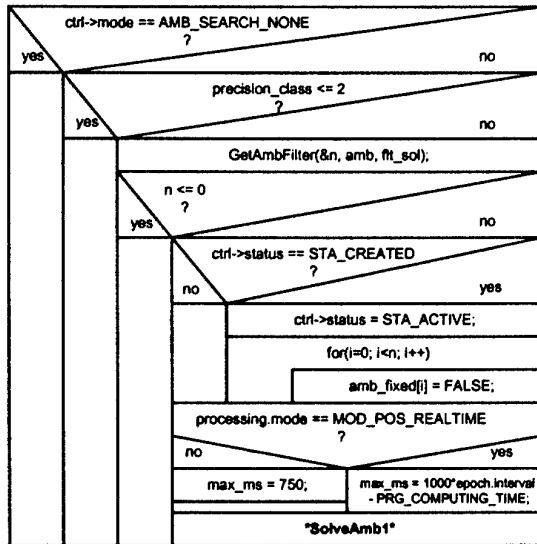 ctrl->mode == AMB_SEARCH_NONE
?
yes
no
precision_class <= 2
?
yes
no
GetAmbFilter(&n, amb, flt_sol);
n <= 0
?
yes
no
ctrl->status == STA_CREATED
?
no
yes
ctrl->status = STA_ACTIVE;
for(i=0; i<n; i++)
amb_fixed[i] = FALSE;
processing.mode == MOD_POS_REALTIME
?
no
yes
max_ms = 750;
max_ms = 1000*epoch.interval
- PRG_COMPUTING_TIME;
"SolveAmb1"